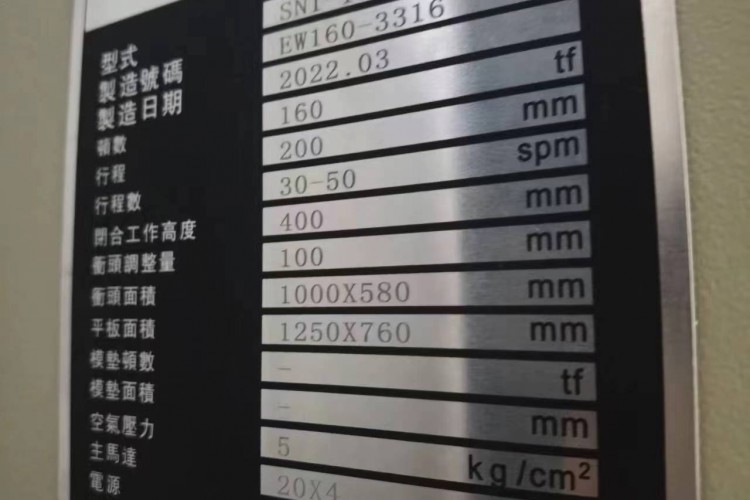 型式 SN1-
製造號碼 EW160-3316
製造日期 2022.03
頓數 160 tf
行程 200 mm
行程數 30-50 spm
閉合工作高度 400 mm
衝頭調整量 100 mm
衝頭面積 1000X580 mm
平板面積 1250X760 mm
模墊頓數 - tf
模墊面積 - mm
空氣壓力 5 kg/cm²
主馬達 20X4
電源